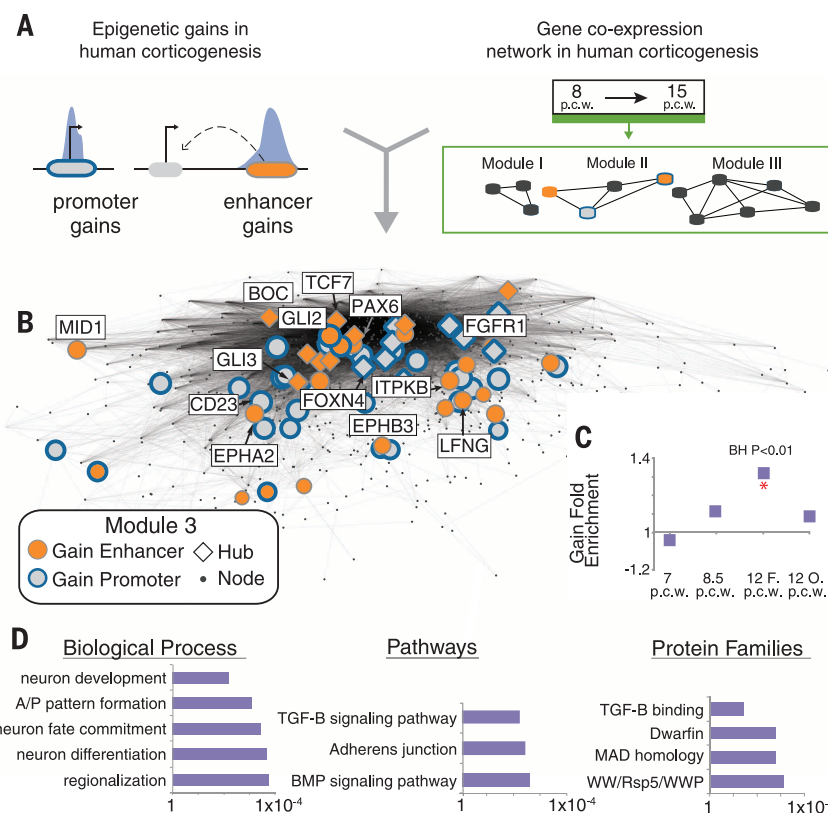 A
Epigenetic gains in
human corticogenesis
promoter
gains
enhancer
gains
Gene co-expression
network in human corticogenesis
8
p.c.w.
15
p.c.w.
Module I
Module II
Module III
B
MID1
BOC
TCF7
GLI2
PAX6
FGFR1
GLI3
CD23
FOXN4
ITPKB
EPHA2
EPHB3
LFNG
Module 3
Gain Enhancer
Hub
Gain Promoter
Node
C
BH P<0.01
Gain Fold
Enrichment
1.4
*
1
-1.2
7
p.c.w.
8.5
p.c.w.
12 F.
p.c.w.
12 O.
p.c.w.
D
Biological Process
neuron development
A/P pattern formation
neuron fate commitment
neuron differentiation
regionalization
1
1x10⁻⁴
Pathways
TGF-B signaling pathway
Adherens junction
BMP signaling pathway
1
1x10⁻⁴
Protein Families
TGF-B binding
Dwarfin
MAD homology
WW/Rsp5/WWP
1
1x10⁻